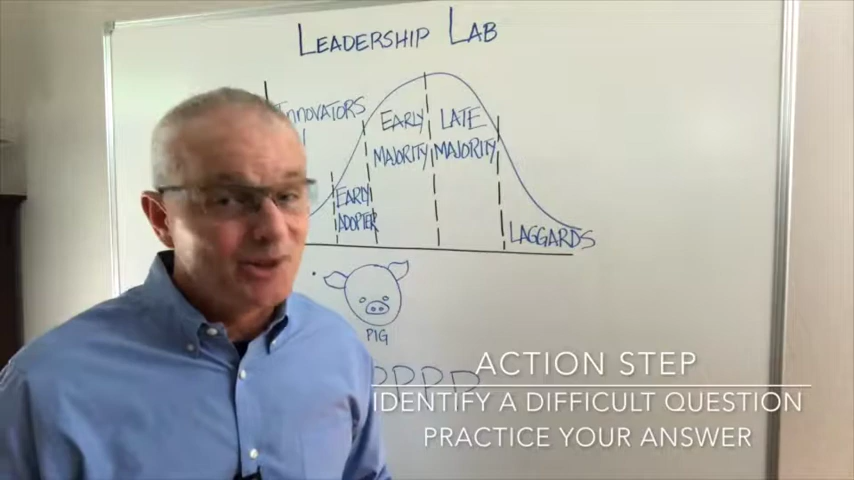 LEADERSHIP LAB
INNOVATORS
EARLY
MAJORITY
LATE
MAJORITY
EARLY
ADOPTER
LAGGARDS
PIG
PPPP
ACTION STEP
IDENTIFY A DIFFICULT QUESTION
PRACTICE YOUR ANSWER